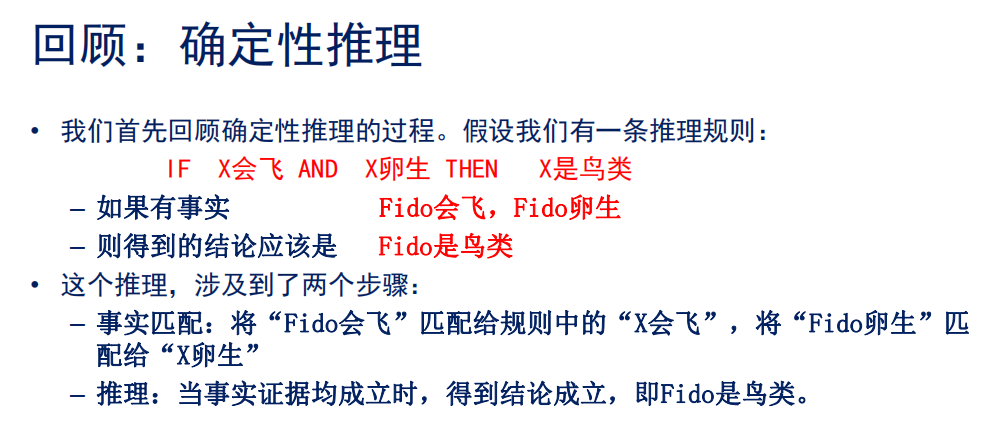 回顾：确定性推理
• 我们首先回顾确定性推理的过程。假设我们有一条推理规则：
IF X会飞 AND X卵生 THEN X是鸟类
– 如果有事实 Fido会飞，Fido卵生
– 则得到的结论应该是 Fido是鸟类
• 这个推理，涉及到了两个步骤：
– 事实匹配：将“Fido会飞”匹配给规则中的“X会飞”，将“Fido卵生”匹
配给“X卵生”
– 推理：当事实证据均成立时，得到结论成立，即Fido是鸟类。